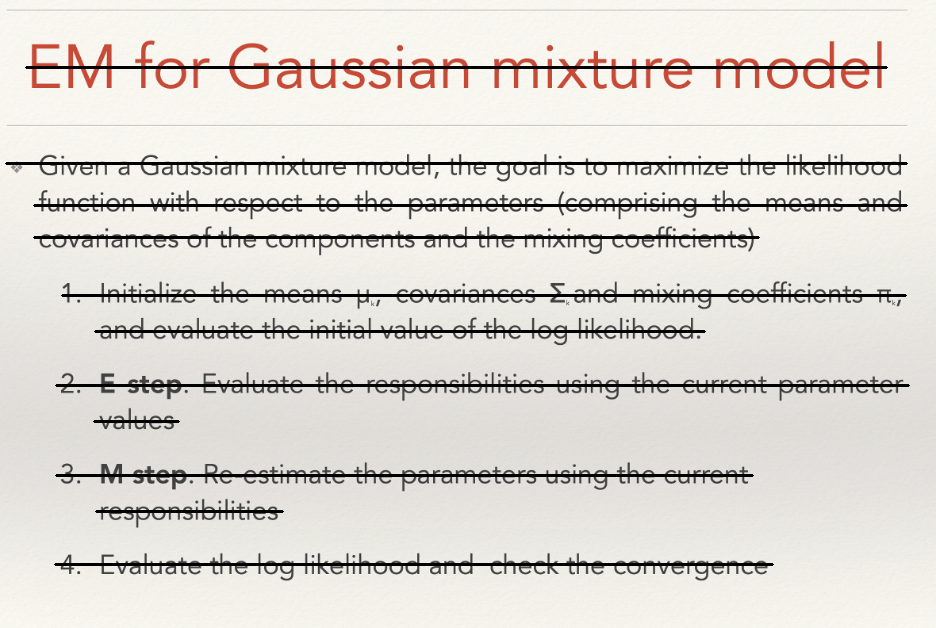 EM for Gaussian mixture model
❖ Given a Gaussian mixture model, the goal is to maximize the likelihood
function with respect to the parameters (comprising the means and
covariances of the components and the mixing coefficients)
1. Initialize the means μk, covariances Σk and mixing coefficients πk,
and evaluate the initial value of the log likelihood.
2. E step. Evaluate the responsibilities using the current parameter
values
3. M step. Re-estimate the parameters using the current
responsibilities
4. Evaluate the log likelihood and check the convergence